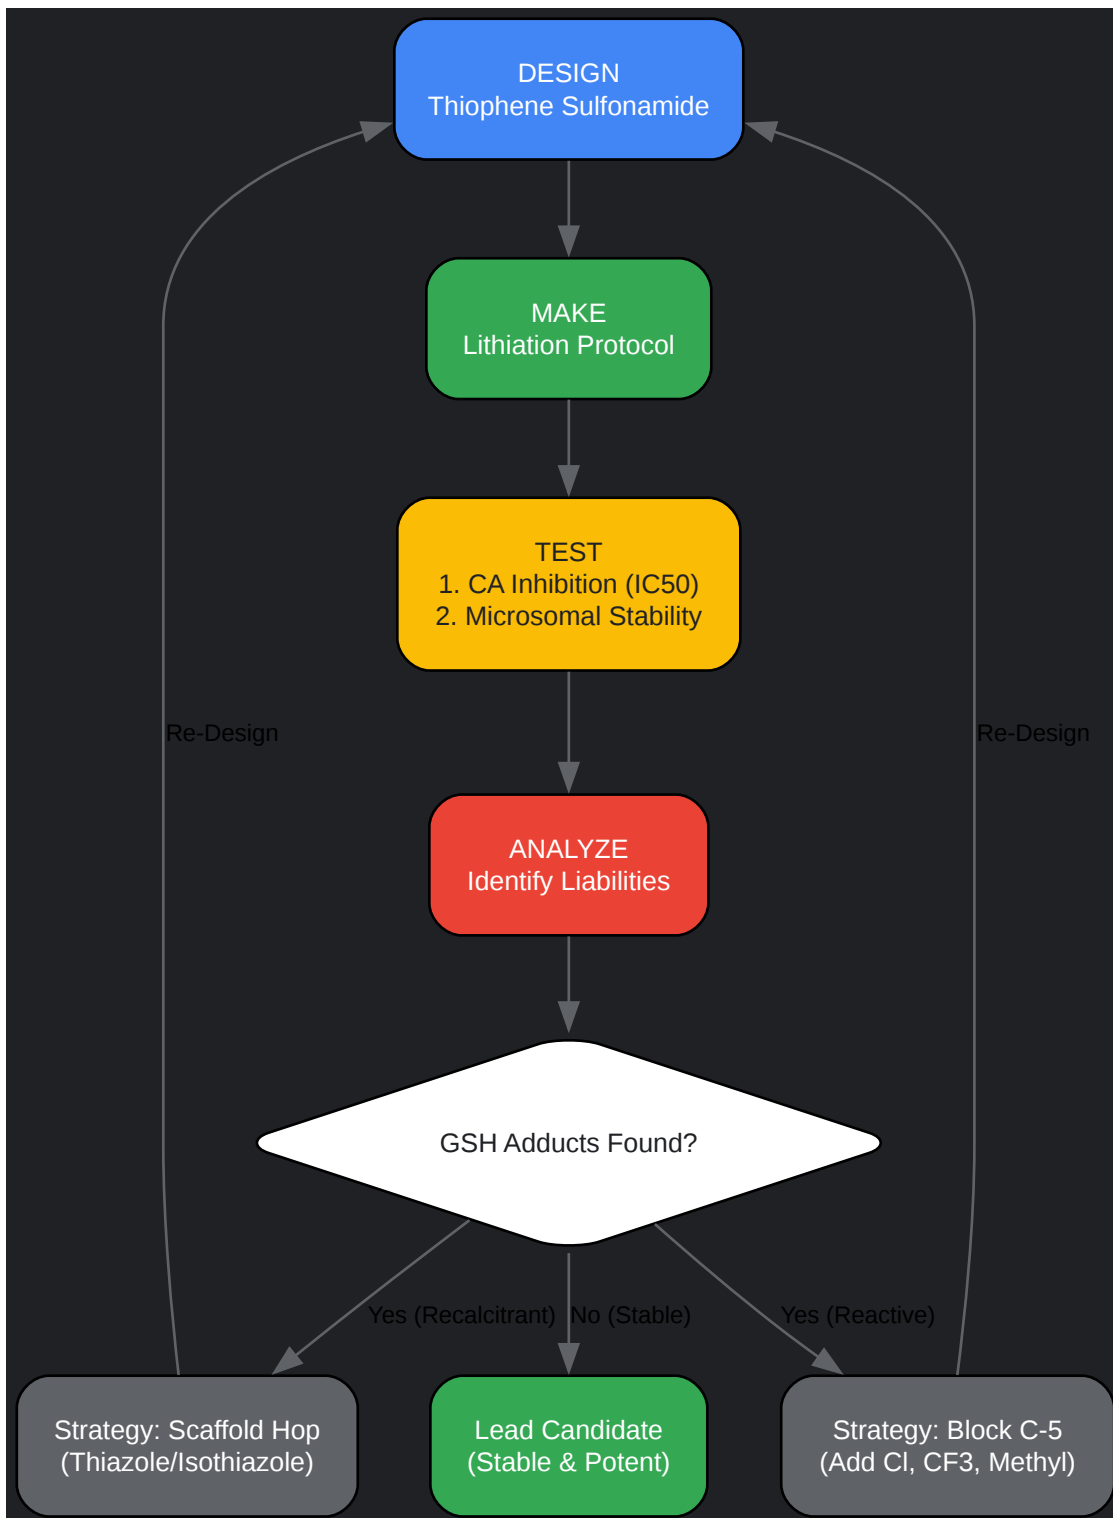 DESIGN
Thiophene Sulfonamide
MAKE
Lithiation Protocol
TEST
1. CA Inhibition (IC50)
2. Microsomal Stability
Re-Design
Re-Design
ANALYZE
Identify Liabilities
GSH Adducts Found?
Yes (Recalcitrant)
No (Stable)
Yes (Reactive)
Strategy: Scaffold Hop
(Thiazole/Isothiazole)
Lead Candidate
(Stable & Potent)
Strategy: Block C-5
(Add Cl, CF3, Methyl)